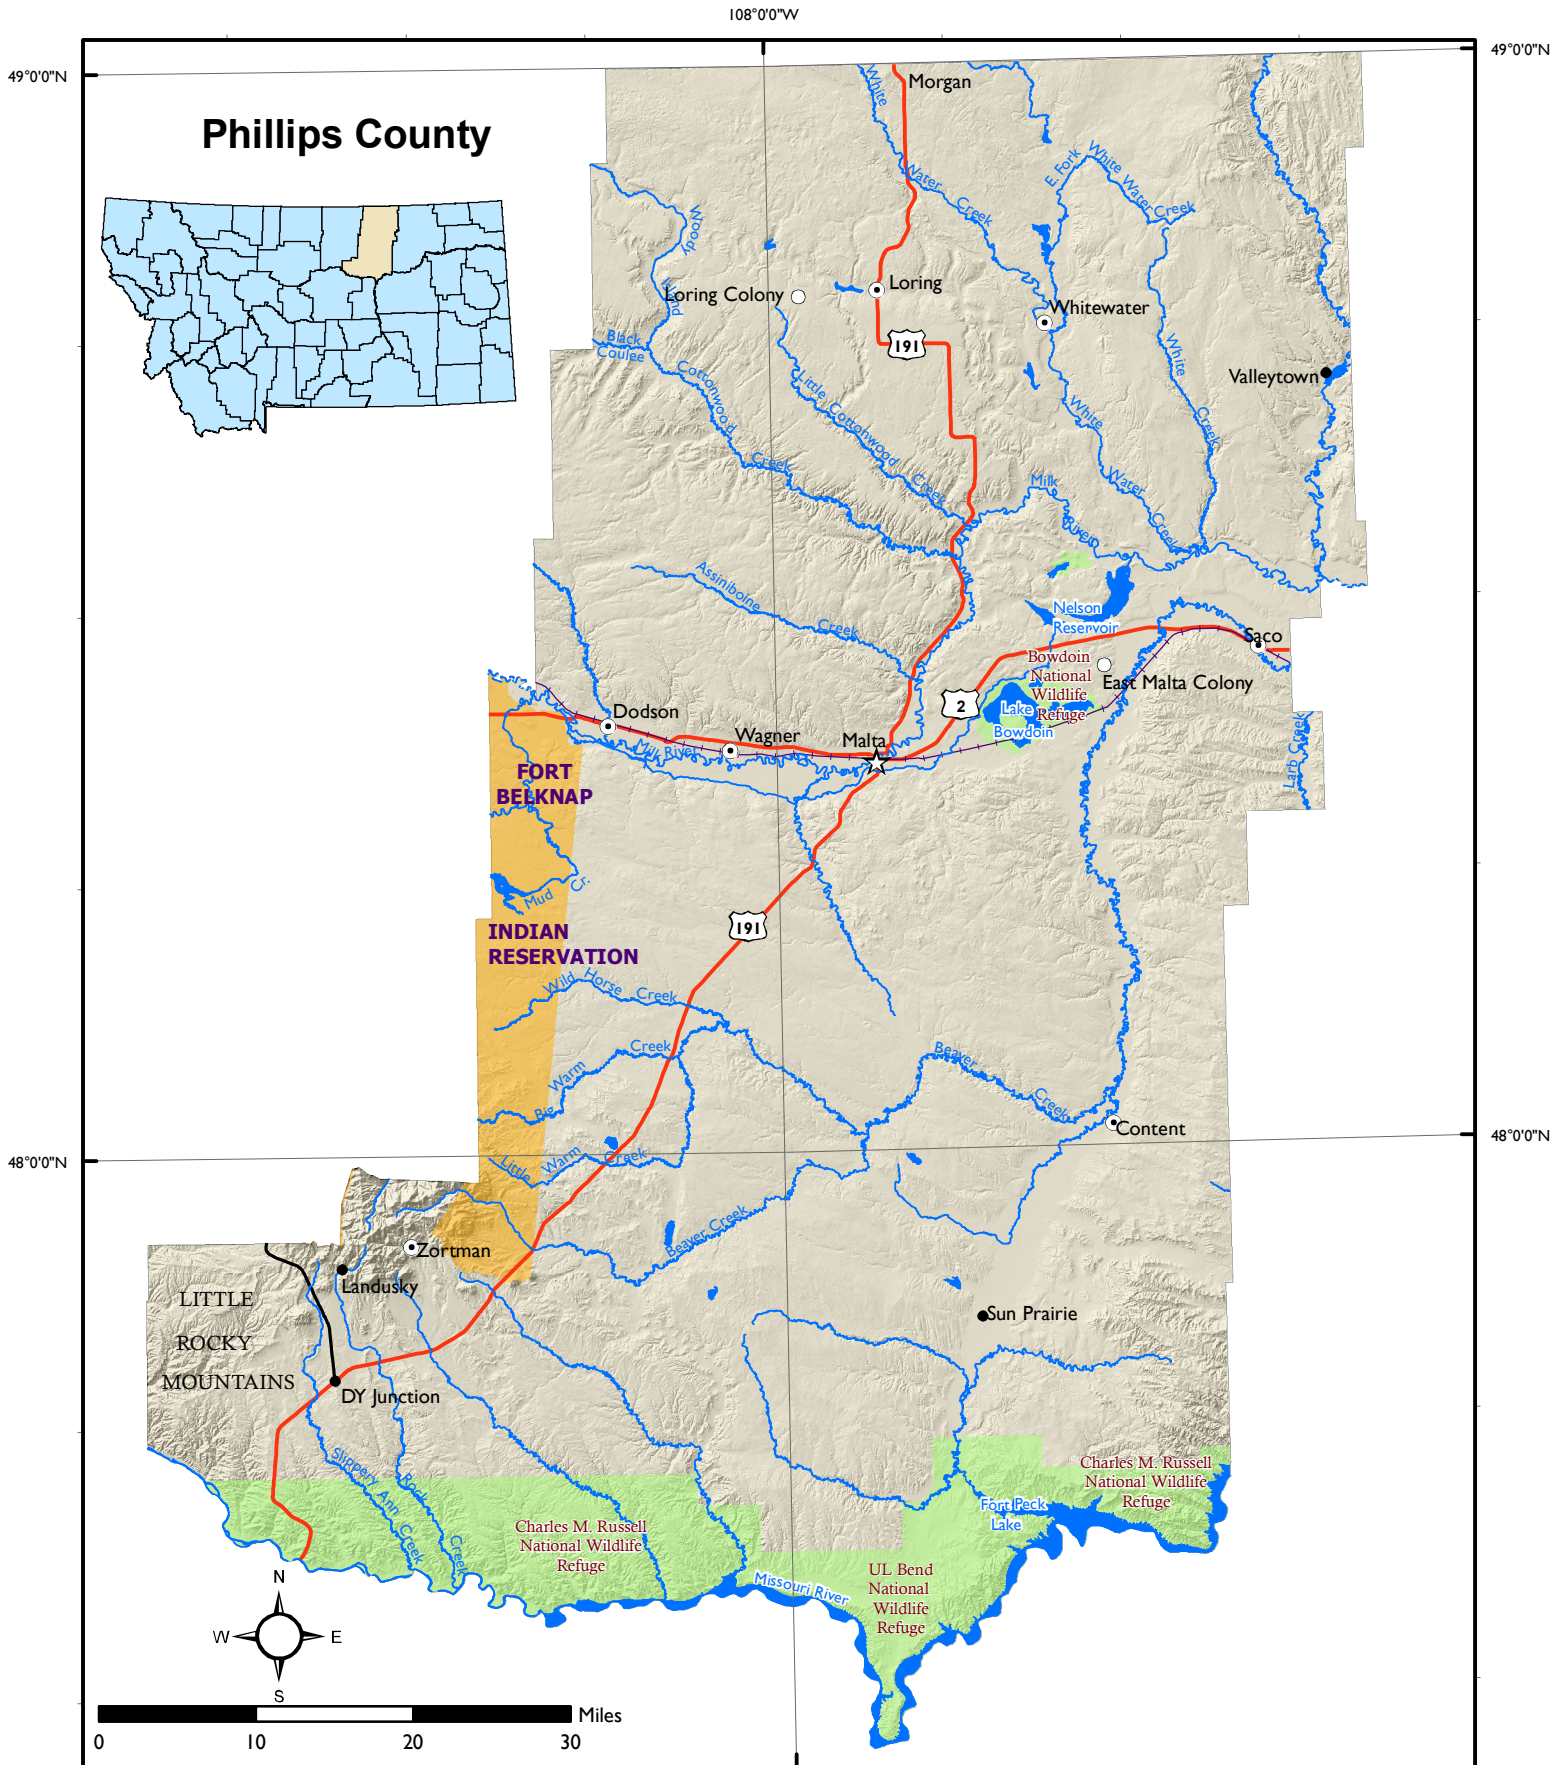 108°0'0"W
49°0'0"N
49°0'0"N
Phillips County
Morgan
White
Water
Creek
E. Fork
White Water
Creek
Woody
Island
Loring Colony
Loring
Whitewater
Black
Coulee
191
White
Creek
Valleytown
Cottonwood
Creek
Little Cottonwood
Creek
White
Water
Creek
Milk
River
Assiniboine
Creek
Nelson
Reservoir
Saco
Bowdoin
National
Wildlife
Refuge
East Malta Colony
2
Lake
Bowdoin
Dodson
Wagner
Malta
Milk River
Larb Creek
FORT
BELKNAP
Mud Cr.
191
INDIAN
RESERVATION
Wild Horse Creek
Big Warm Creek
Beaver
Creek
Content
48°0'0"N
48°0'0"N
Little Warm Creek
Beaver Creek
Zortman
Landusky
LITTLE
ROCKY
MOUNTAINS
Sun Prairie
DY Junction
Slippery Ann Creek
Rock
Creek
Charles M. Russell
National Wildlife
Refuge
Charles M. Russell
National Wildlife
Refuge
Fort Peck
Lake
UL Bend
National
Wildlife
Refuge
Missouri River
N
W E
S
Miles
0 10 20 30